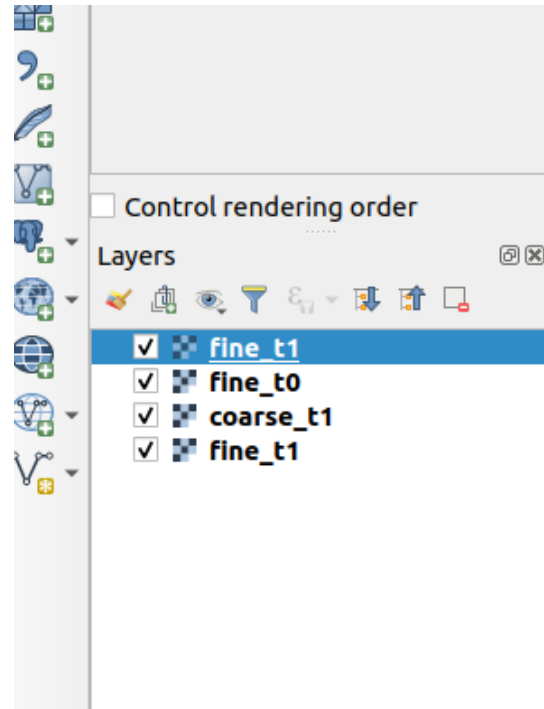 Control rendering order
Layers
fine_t1
fine_t0
coarse_t1
fine_t1